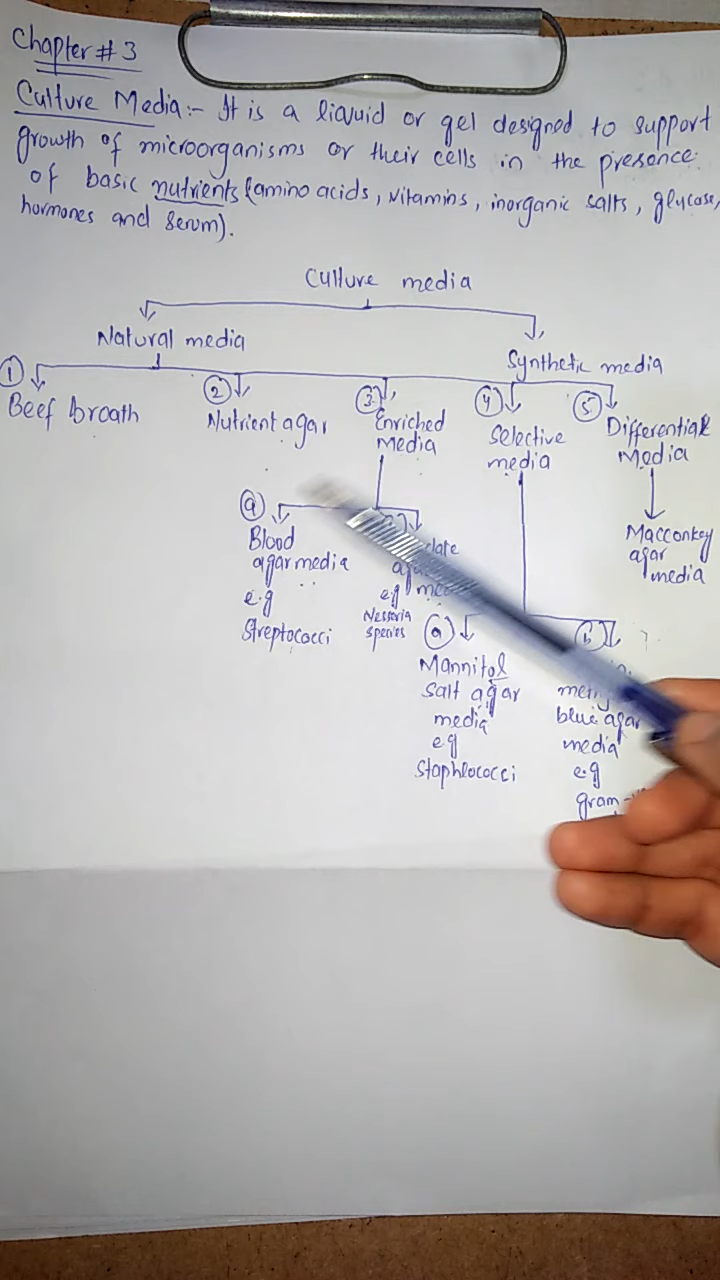 Chapter # 3
Culture Media:- It is a liquid or gel designed to support
growth of microorganisms or their cells in the presence
of basic nutrients (amino acids, vitamins, inorganic salts, glucose,
hormones and serum).
Culture media
Natural media
Synthetic media
① Beef broath
② Nutrient agar
③ Enriched
Media
④ Selective
media
⑤ Differential
Media
Macconkey
agar
media
ⓐ Blood
agar media
e.g
Streptococci
e.g
Nesseria
species
ⓐ Mannitol
salt agar
media
e.g
Staphlococci
ⓑ
blue agar
media
e.g
gram